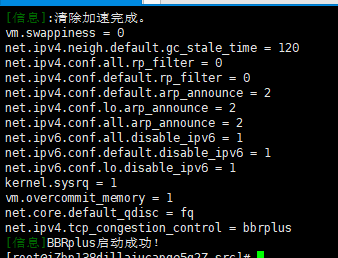 [信息]:清除加速完成。
vm.swappiness = 0
net.ipv4.neigh.default.gc_stale_time = 120
net.ipv4.conf.all.rp_filter = 0
net.ipv4.conf.default.rp_filter = 0
net.ipv4.conf.default.arp_announce = 2
net.ipv4.conf.lo.arp_announce = 2
net.ipv4.conf.all.arp_announce = 2
net.ipv6.conf.all.disable_ipv6 = 1
net.ipv6.conf.default.disable_ipv6 = 1
net.ipv6.conf.lo.disable_ipv6 = 1
kernel.sysrq = 1
vm.overcommit_memory = 1
net.core.default_qdisc = fq
net.ipv4.tcp_congestion_control = bbrplus
[信息]BBRplus启动成功！